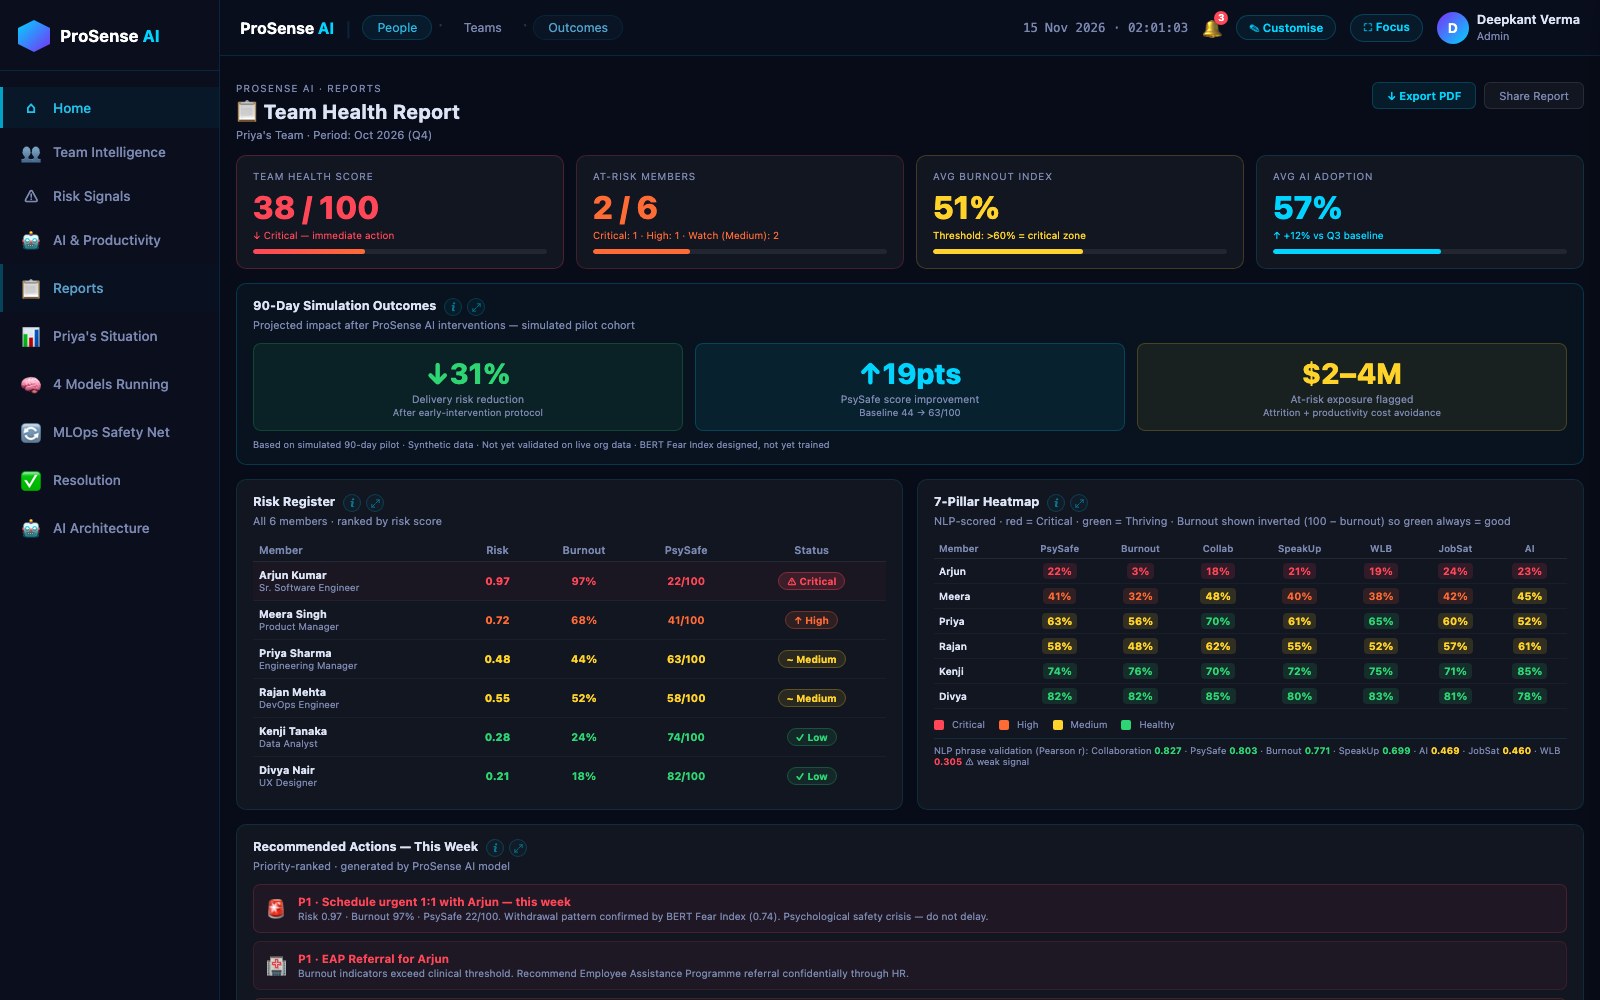 ProSense AI
Home
Team Intelligence
Risk Signals
AI & Productivity
Reports
Priya's Situation
4 Models Running
MLOps Safety Net
Resolution
AI Architecture
ProSense AI
People · Teams · Outcomes
15 Nov 2026 · 02:01:03
3
✎ Customise
⛶ Focus
D
Deepkant Verma
Admin
PROSENSE AI · REPORTS
Team Health Report
Priya's Team · Period: Oct 2026 (Q4)
↓ Export PDF
Share Report
TEAM HEALTH SCORE
38 / 100
↓ Critical — immediate action
AT-RISK MEMBERS
2 / 6
Critical: 1 · High: 1 · Watch (Medium): 2
AVG BURNOUT INDEX
51%
Threshold: >60% = critical zone
AVG AI ADOPTION
57%
↑ +12% vs Q3 baseline
90-Day Simulation Outcomes i ⤢
Projected impact after ProSense AI interventions — simulated pilot cohort
↓31%
Delivery risk reduction
After early-intervention protocol
↑19pts
PsySafe score improvement
Baseline 44 → 63/100
$2–4M
At-risk exposure flagged
Attrition + productivity cost avoidance
Based on simulated 90-day pilot · Synthetic data · Not yet validated on live org data · BERT Fear Index designed, not yet trained
Risk Register i ⤢
All 6 members · ranked by risk score
Member Risk Burnout PsySafe Status
Arjun Kumar 0.97 97% 22/100 ⚠ Critical
Sr. Software Engineer
Meera Singh 0.72 68% 41/100 ↑ High
Product Manager
Priya Sharma 0.48 44% 63/100 ~ Medium
Engineering Manager
Rajan Mehta 0.55 52% 58/100 ~ Medium
DevOps Engineer
Kenji Tanaka 0.28 24% 74/100 ✓ Low
Data Analyst
Divya Nair 0.21 18% 82/100 ✓ Low
UX Designer
7-Pillar Heatmap i ⤢
NLP-scored · red = Critical · green = Thriving · Burnout shown inverted (100 − burnout) so green always = good
Member PsySafe Burnout Collab SpeakUp WLB JobSat AI
Arjun 22% 3% 18% 21% 19% 24% 23%
Meera 41% 32% 48% 40% 38% 42% 45%
Priya 63% 56% 70% 61% 65% 60% 52%
Rajan 58% 48% 62% 55% 52% 57% 61%
Kenji 74% 76% 70% 72% 75% 71% 85%
Divya 82% 82% 85% 80% 83% 81% 78%
Critical High Medium Healthy
NLP phrase validation (Pearson r): Collaboration 0.827 · PsySafe 0.803 · Burnout 0.771 · SpeakUp 0.699 · AI 0.469 · JobSat 0.460 · WLB
0.305 ⚠ weak signal
Recommended Actions — This Week i ⤢
Priority-ranked · generated by ProSense AI model
P1 · Schedule urgent 1:1 with Arjun — this week
Risk 0.97 · Burnout 97% · PsySafe 22/100. Withdrawal pattern confirmed by BERT Fear Index (0.74). Psychological safety crisis — do not delay.
P1 · EAP Referral for Arjun
Burnout indicators exceed clinical threshold. Recommend Employee Assistance Programme referral confidentially through HR.